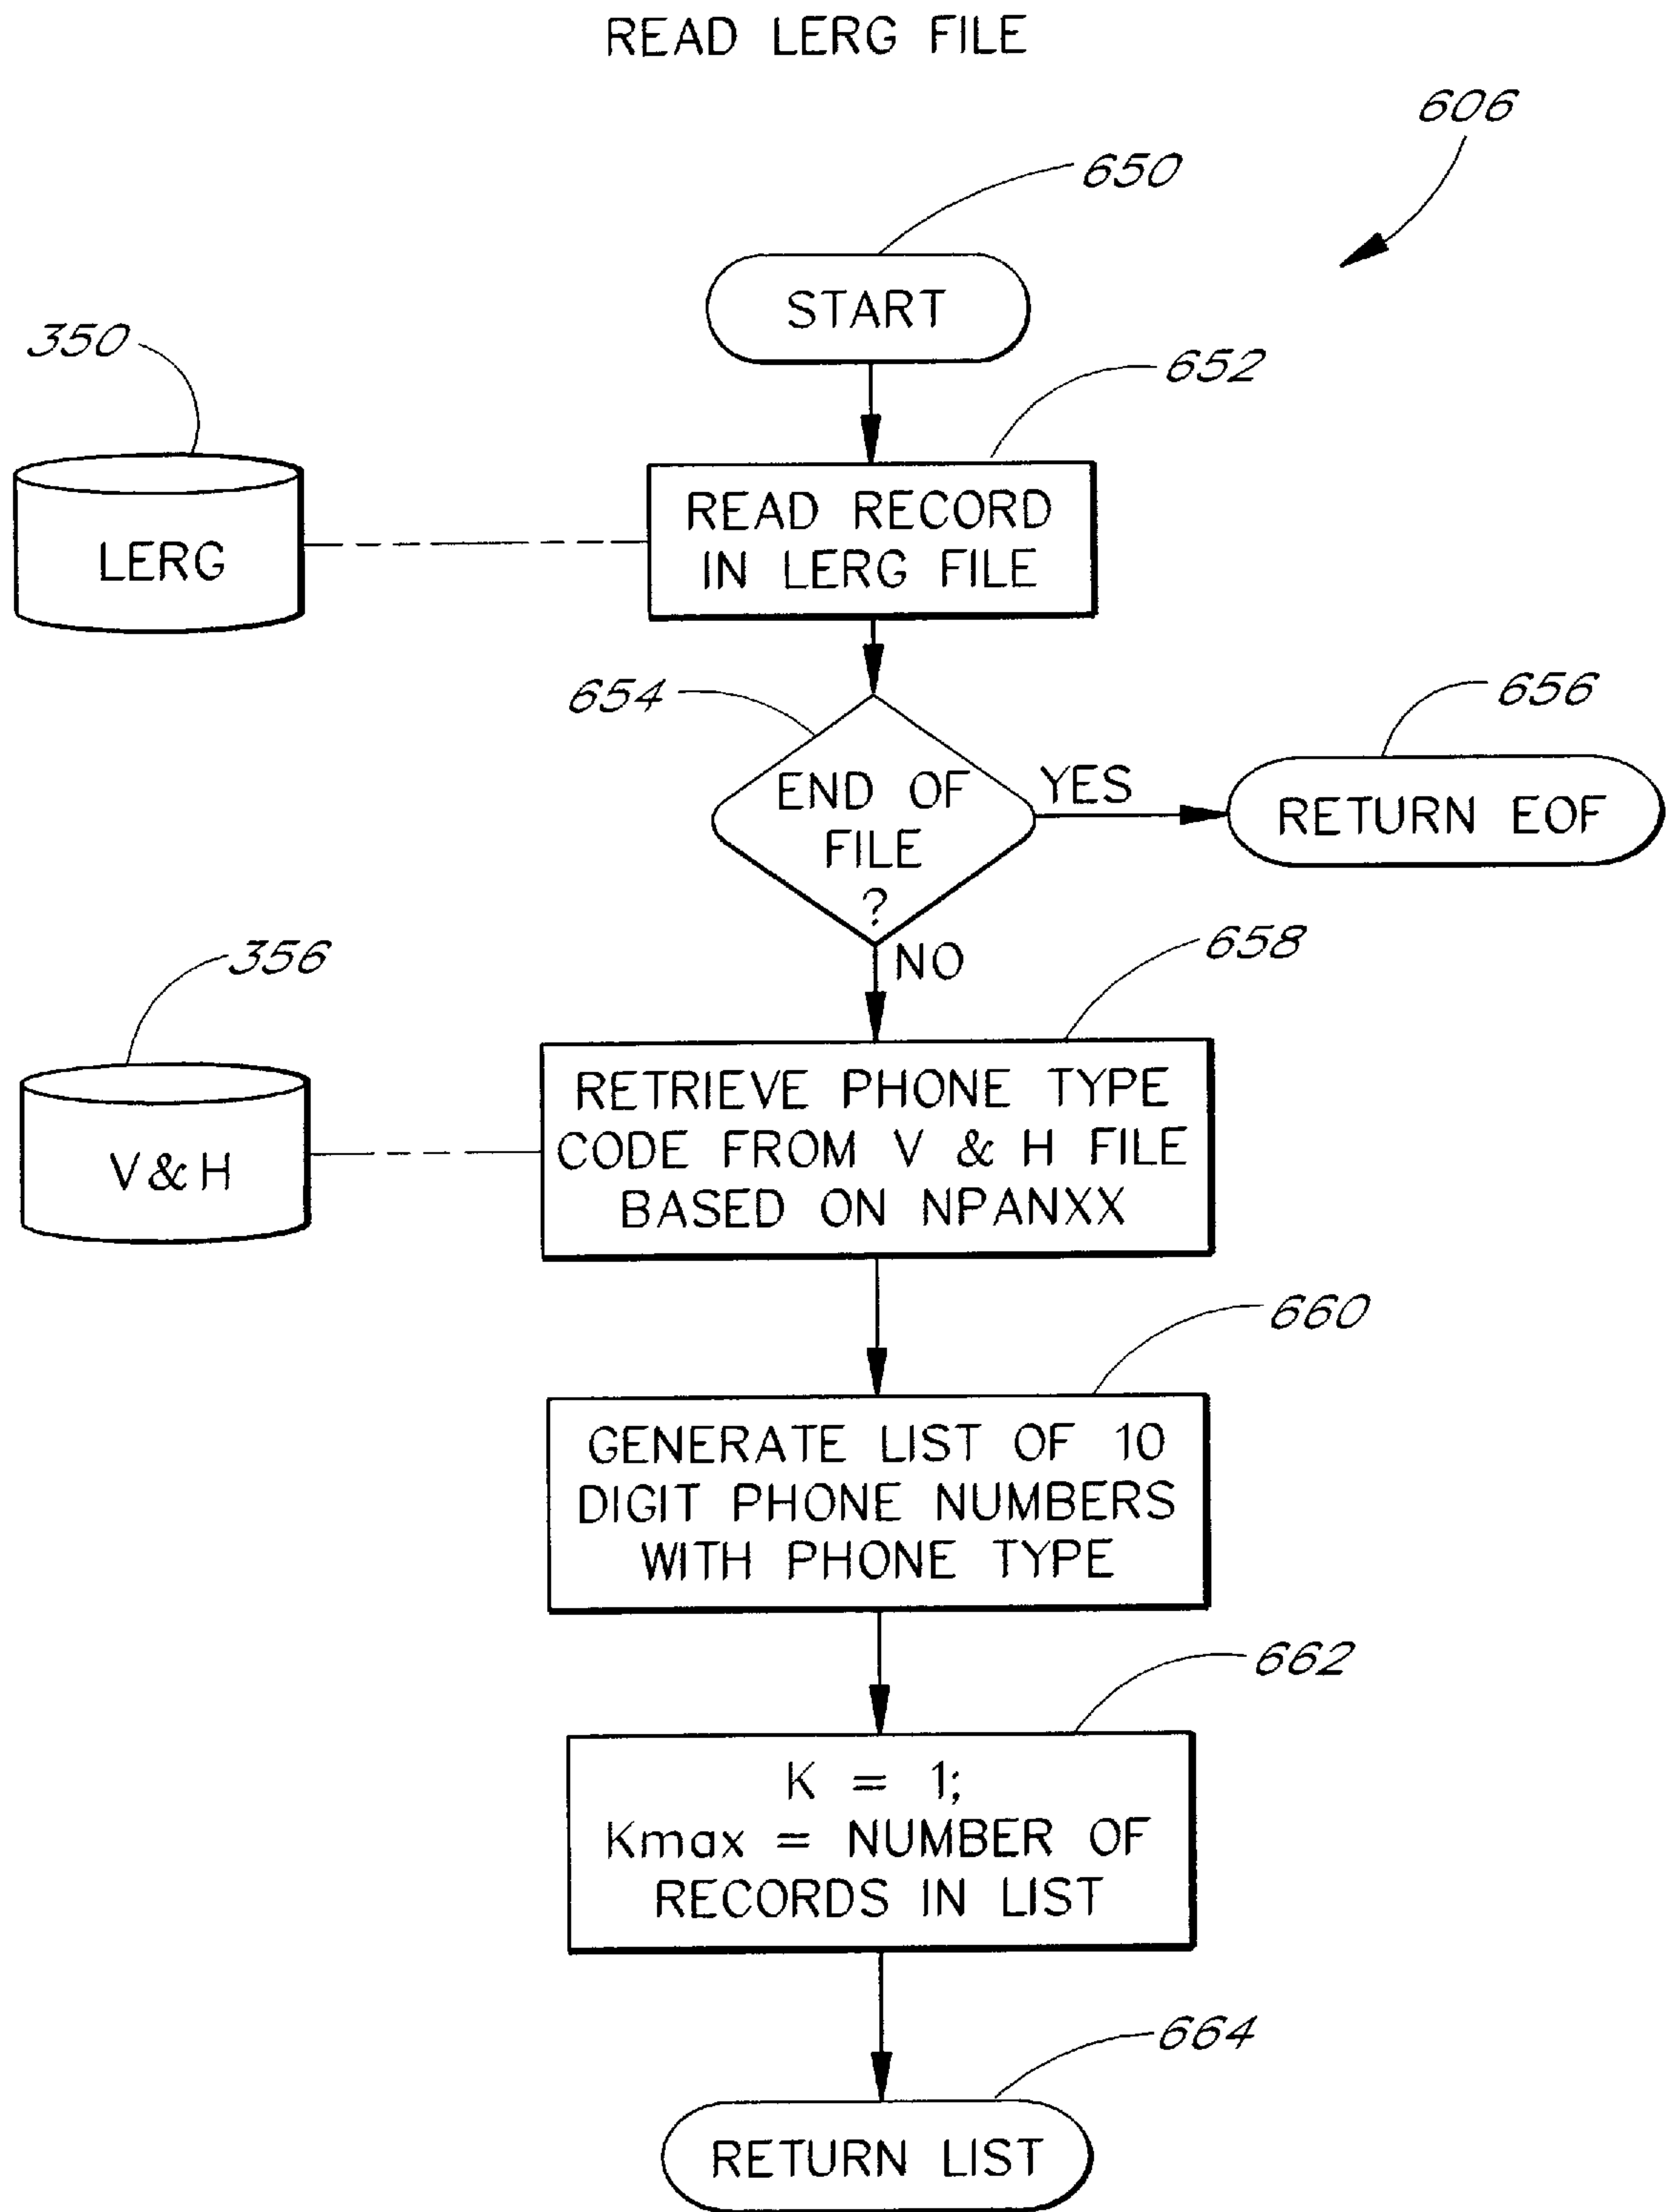 READ LERG FILE
606
650
START
350
652
LERG
READ RECORD
IN LERG FILE
654
656
END OF
FILE
?
YES
RETURN EOF
NO
356
658
V & H
RETRIEVE PHONE TYPE
CODE FROM V & H FILE
BASED ON NPANXX
660
GENERATE LIST OF 10
DIGIT PHONE NUMBERS
WITH PHONE TYPE
662
K = 1;
Kmax = NUMBER OF
RECORDS IN LIST
664
RETURN LIST